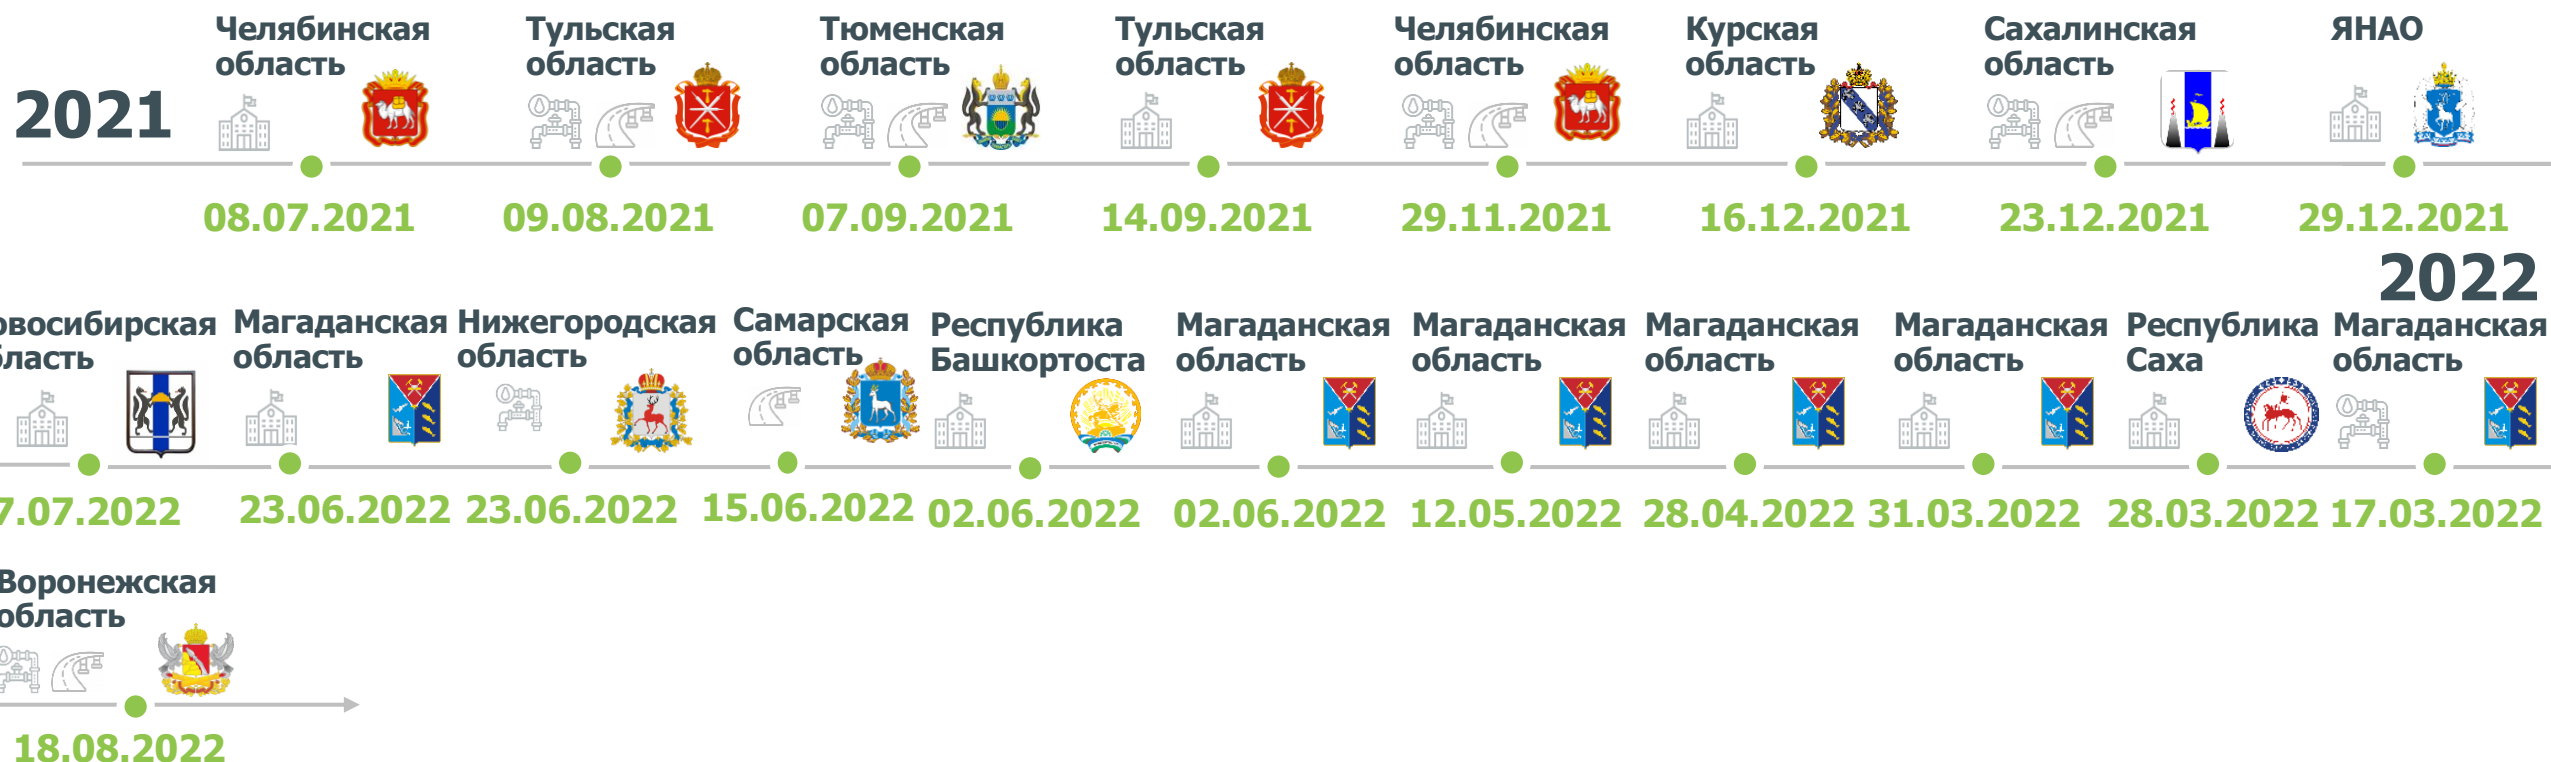 Челябинская
область
Тульская
область
Тюменская
область
Тульская
область
Челябинская
область
Курская
область
Сахалинская
область
ЯНАО
2021
08.07.2021
09.08.2021
07.09.2021
14.09.2021
29.11.2021
16.12.2021
23.12.2021
29.12.2021
2022
овосибирская
бласть
Магаданская
область
Нижегородская
область
Самарская
область
Республика
Башкортоста
Магаданская
область
Магаданская
область
Магаданская
область
Магаданская
область
Республика
Саха
Магаданская
область
7.07.2022
23.06.2022
23.06.2022
15.06.2022
02.06.2022
02.06.2022
12.05.2022
28.04.2022
31.03.2022
28.03.2022
17.03.2022
Воронежская
область
18.08.2022